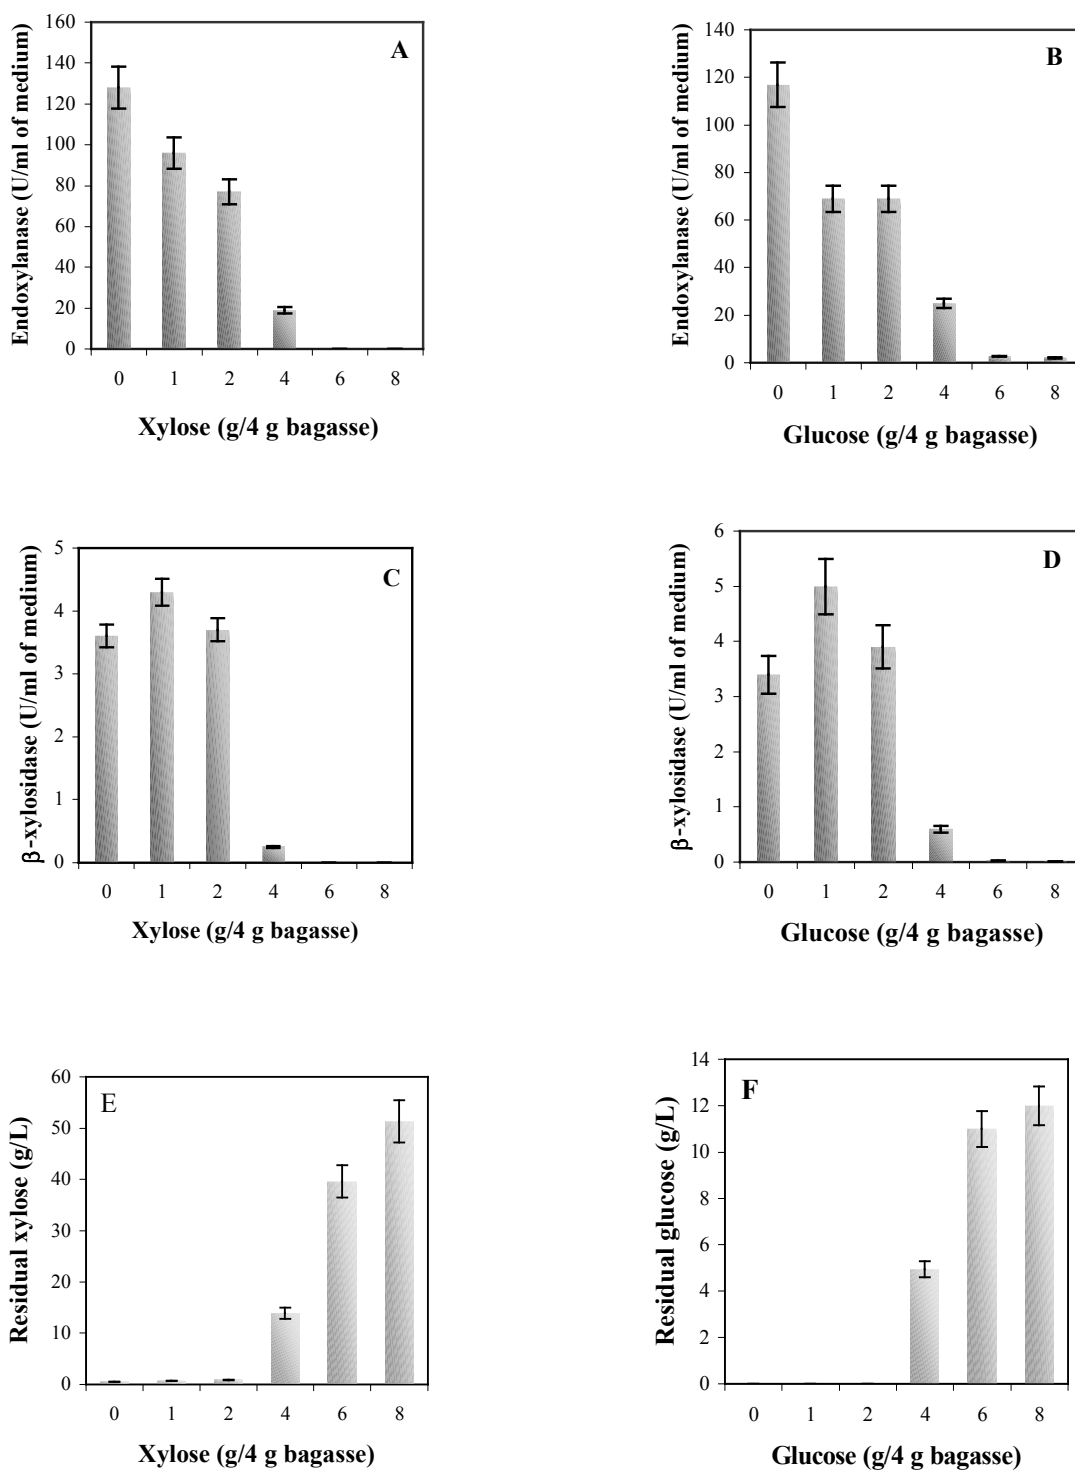 A
Endoxylanase (U/ml of medium)
160
140
120
100
80
60
40
20
0
0 1 2 4 6 8
Xylose (g/4 g bagasse)
B
Endoxylanase (U/ml of medium)
140
120
100
80
60
40
20
0
0 1 2 4 6 8
Glucose (g/4 g bagasse)
C
β-xylosidase (U/ml of medium)
5
4
3
2
1
0
0 1 2 4 6 8
Xylose (g/4 g bagasse)
D
β-xylosidase (U/ml of medium)
6
5
4
3
2
1
0
0 1 2 4 6 8
Glucose (g/4 g bagasse)
E
Residual xylose (g/L)
60
50
40
30
20
10
0
0 1 2 4 6 8
Xylose (g/4 g bagasse)
F
Residual glucose (g/L)
14
12
10
8
6
4
2
0
0 1 2 4 6 8
Glucose (g/4 g bagasse)